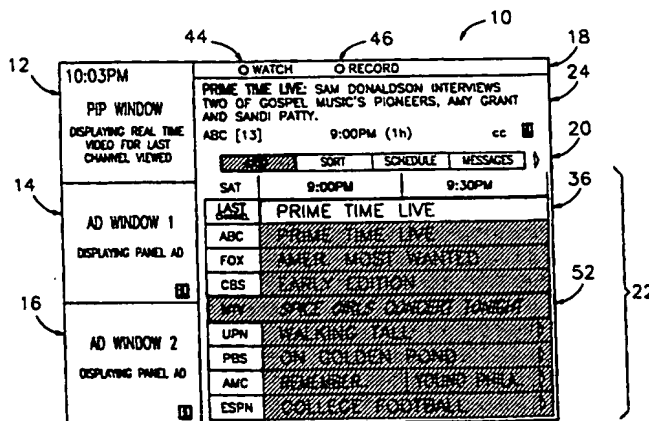 10
12
44
46
18
10:03PM
WATCH
RECORD
24
PIP WINDOW
DISPLAYING REAL TIME
VIDEO FOR LAST
CHANNEL VIEWED
PRIME TIME LIVE: SAM DONALDSON INTERVIEWS
TWO OF GOSPEL MUSIC'S PIONEERS, AMY GRANT
AND SANDI PATTY.
ABC [13] 9:00PM (1h) cc
20
SORT SCHEDULE MESSAGES
14
SAT 9:00PM 9:30PM
36
AD WINDOW 1
DISPLAYING PANEL AD
LAST CHANNEL PRIME TIME LIVE
ABC PRIME TIME LIVE
FOX AMER. MOST WANTED
CBS EARLY EDITION
52
MTV SPICE GIRLS CONCERT TONIGHT
22
16
AD WINDOW 2
DISPLAYING PANEL AD
UPN WALKING TALL
PBS ON GOLDEN POND
AMC REMEMBER. YOUNG PHILA.
ESPN COLLEGE FOOTBALL